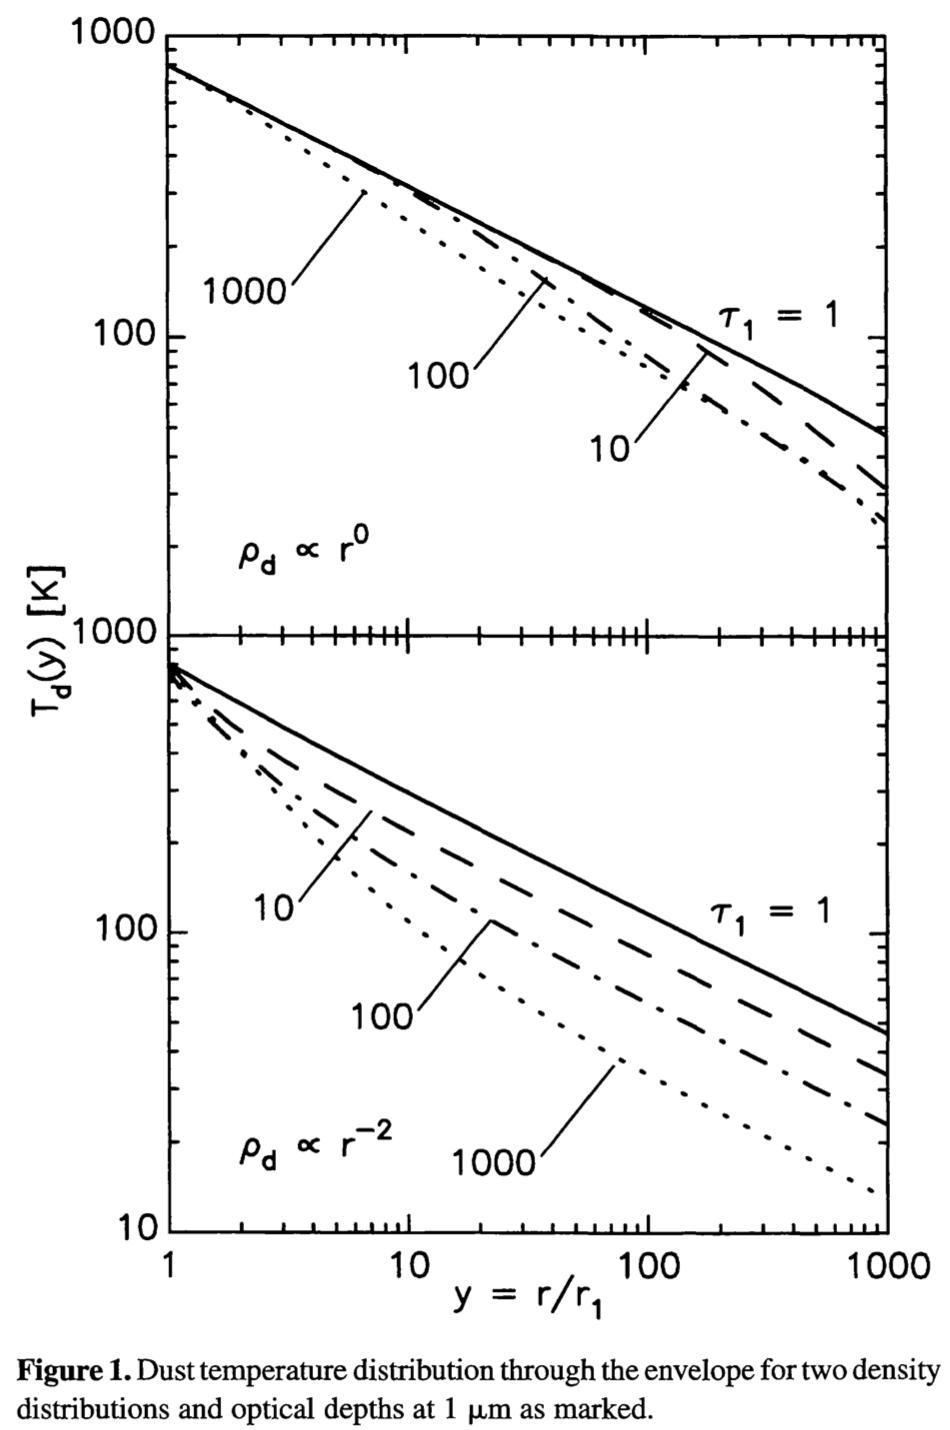 1000
1000
τ₁ = 1
100
100
10
ρd ∝ r⁰
Td(y) [K]
1000
10
τ₁ = 1
100
100
ρd ∝ r⁻²
1000
10
1
10
100
1000
y = r/r₁
Figure 1. Dust temperature distribution through the envelope for two density
distributions and optical depths at 1 μm as marked.